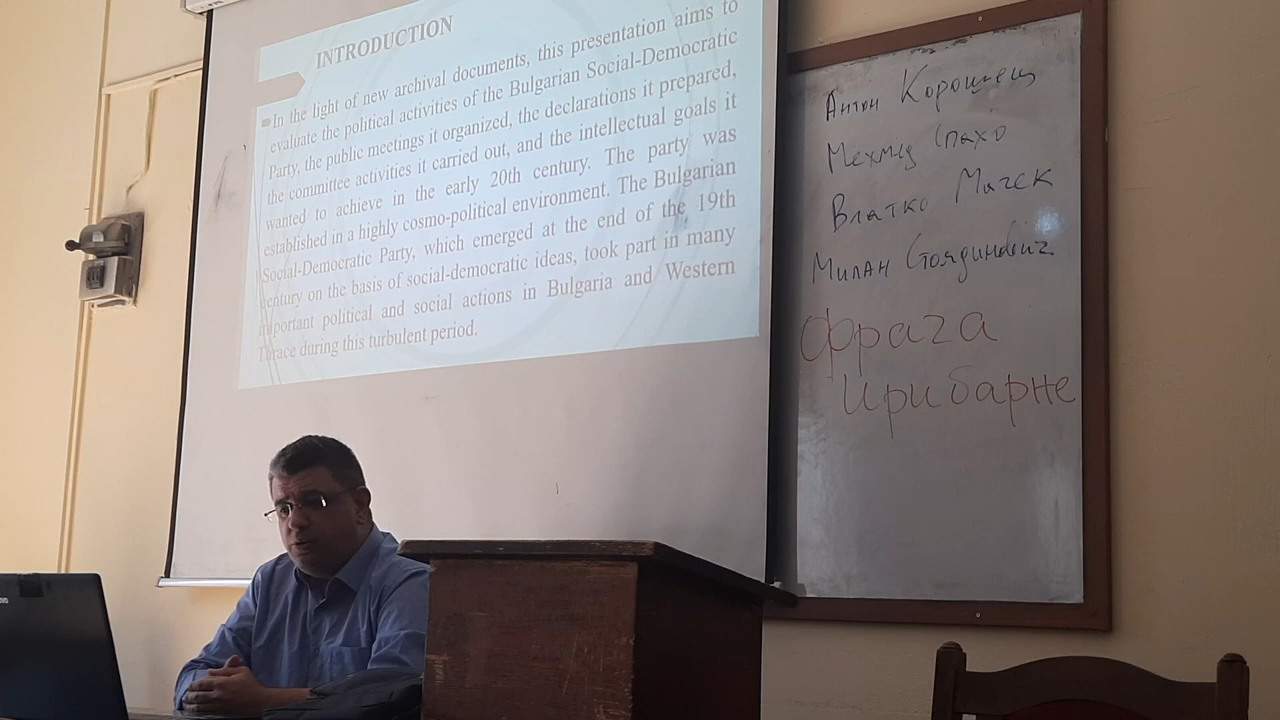 INTRODUCTION
In the light of new archival documents, this presentation aims to
evaluate the political activities of the Bulgarian Social-Democratic
Party, the public meetings it organized, the declarations it prepared,
the committee activities it carried out, and the intellectual goals it
wanted to achieve in the early 20th century. The party was
established in a highly cosmo-political environment. The Bulgarian
Social-Democratic Party, which emerged at the end of the 19th
century on the basis of social-democratic ideas, took part in many
important political and social actions in Bulgaria and Western
Thrace during this turbulent period.
Антон Корошец
Мехмед Спахо
Влатко Мачек
Милан Стоядинович
Фрага
Ирибарне